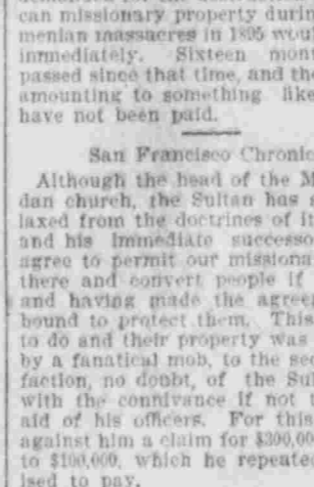 can missionary property durin
menian massacres in 1895 woul
immediately. Sixteen mont
passed since that time, and the
amounting to something like
have not been paid.
San Francisco Chronic
Although the head of the M
dan church, the Sultan has
laxed from the doctrines of it
and his immediate successo
agree to permit our missiona
there and convert people if
and having made the agree
bound to protect them. This
to do and their property was
by a fanatical mob, to the sec
faction, no doubt, of the Sul
with the connivance if not t
aid of his officers. For this
against him a claim for $300,00
to $100,000, which he repeate
ised to pay.